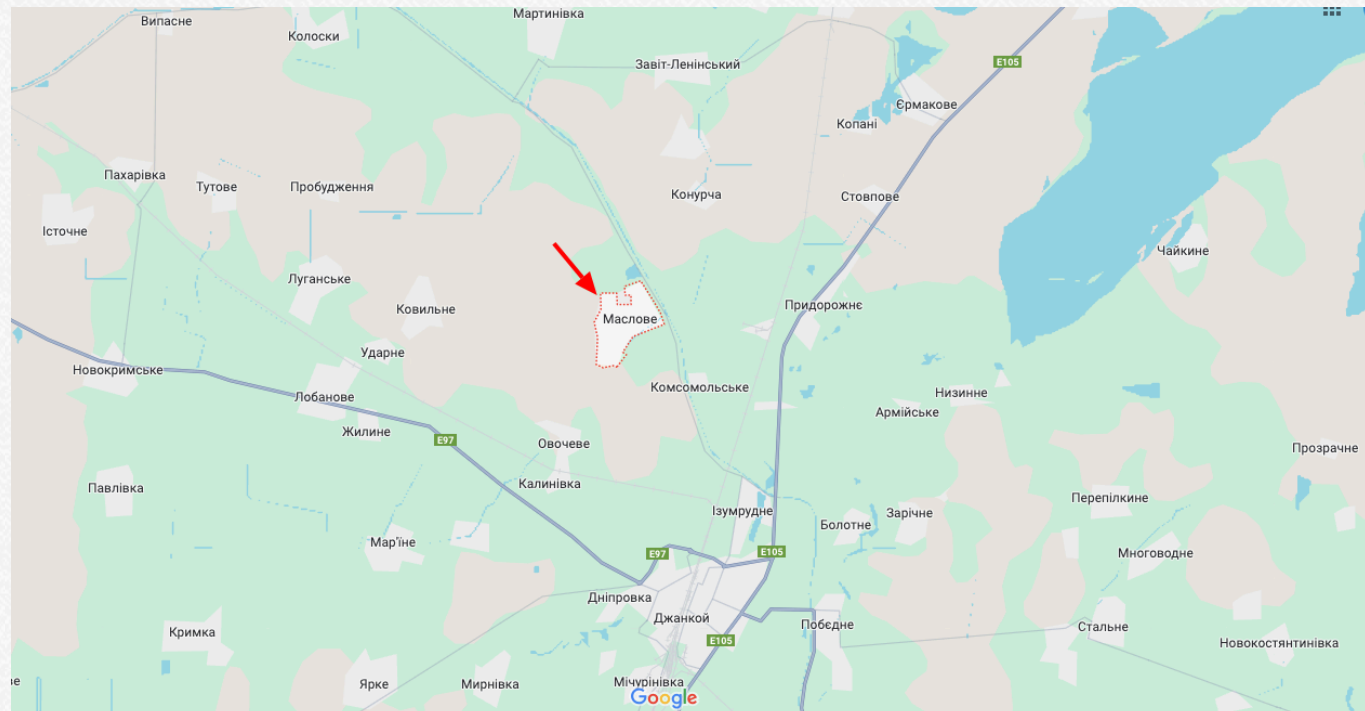 Мартинівка
Випасне
Колоски
Завіт-Ленінський
E105
Єрмакове
Копані
Пахарівка
Тутове
Пробудження
Конурча
Стовпове
Істочне
Чайкине
Луганське
Ковильне
Придорожнє
Маслове
Ударне
Новокримське
Комсомольське
Лобанове
Низинне
Армійське
Жилине
E97
Овочеве
Прозрачне
Павлівка
Калинівка
Перепілкине
Ізумрудне
Зарічне
Болотне
Мар'їне
E97
E105
Многоводне
Дніпровка
Джанкой
Побєдне
Стальне
Кримка
E105
Новокостянтинівка
ве
Ярке
Мирнівка
Мічурінівка
Google